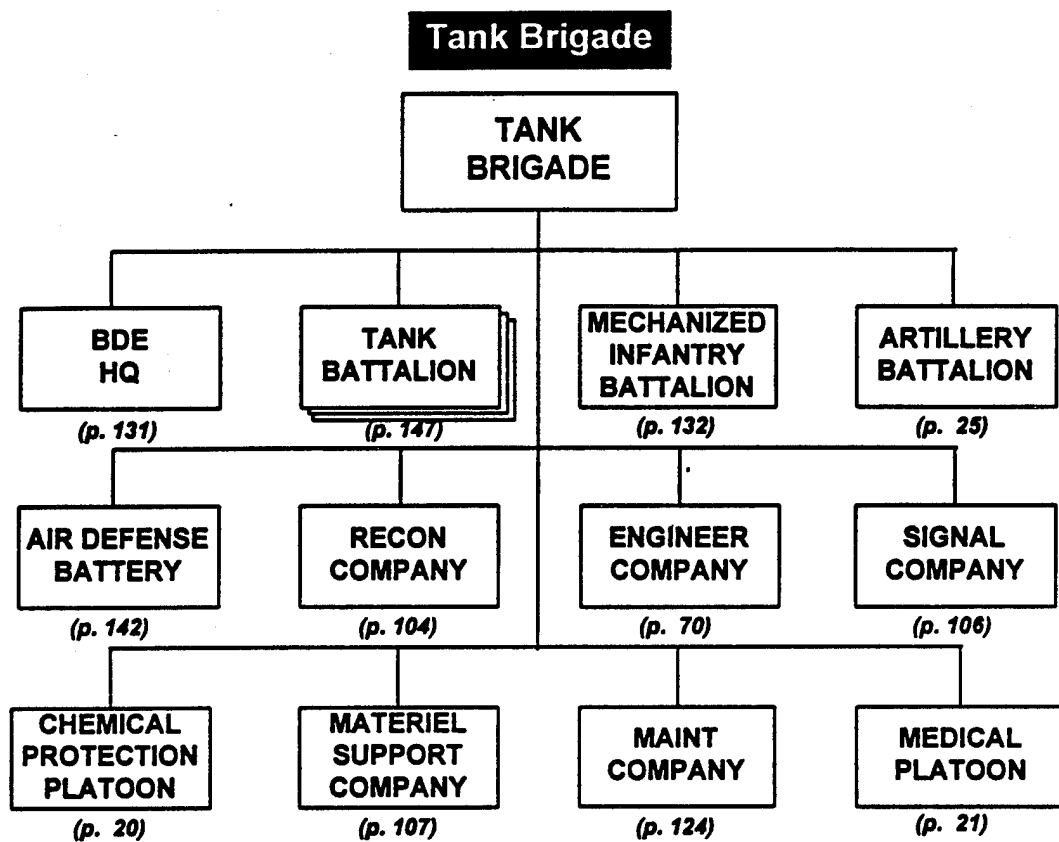 Tank Brigade
TANK
BRIGADE
BDE
HQ
(p. 131)
TANK
BATTALION
(p. 147)
MECHANIZED
INFANTRY
BATTALION
(p. 132)
ARTILLERY
BATTALION
(p. 25)
AIR DEFENSE
BATTERY
(p. 142)
RECON
COMPANY
(p. 104)
ENGINEER
COMPANY
(p. 70)
SIGNAL
COMPANY
(p. 106)
CHEMICAL
PROTECTION
PLATOON
(p. 20)
MATERIEL
SUPPORT
COMPANY
(p. 107)
MAINT
COMPANY
(p. 124)
MEDICAL
PLATOON
(p. 21)